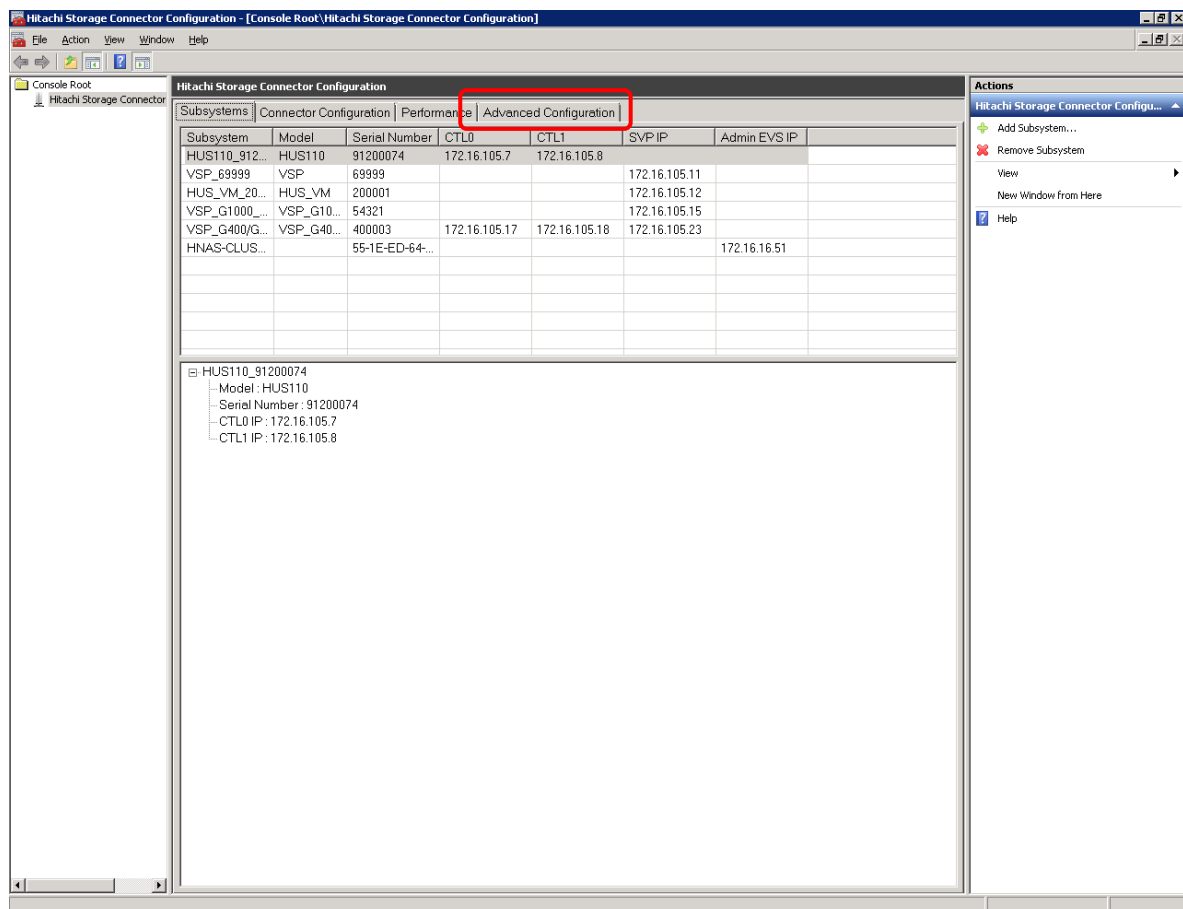 Hitachi Storage Connector Configuration - [Console Root\Hitachi Storage Connector Configuration]
File Action View Window Help
Console Root
Hitachi Storage Connector
Hitachi Storage Connector Configuration
Subsystems Connector Configuration Performance Advanced Configuration
Subsystem Model Serial Number CTL0 CTL1 SVP IP Admin EVS IP
HUS110_912... HUS110 91200074 172.16.105.7 172.16.105.8
VSP_69999 VSP 69999 172.16.105.11
HUS_VM_20... HUS_VM 200001 172.16.105.12
VSP_G1000_... VSP_G10... 54321 172.16.105.15
VSP_G400/G... VSP_G40... 400003 172.16.105.17 172.16.105.18 172.16.105.23
HNAS-CLUS... 55-1E-ED-64-... 172.16.16.51
HUS110_91200074
Model : HUS110
Serial Number : 91200074
CTL0 IP : 172.16.105.7
CTL1 IP : 172.16.105.8
Actions
Hitachi Storage Connector Configu...
Add Subsystem...
Remove Subsystem
View
New Window from Here
Help